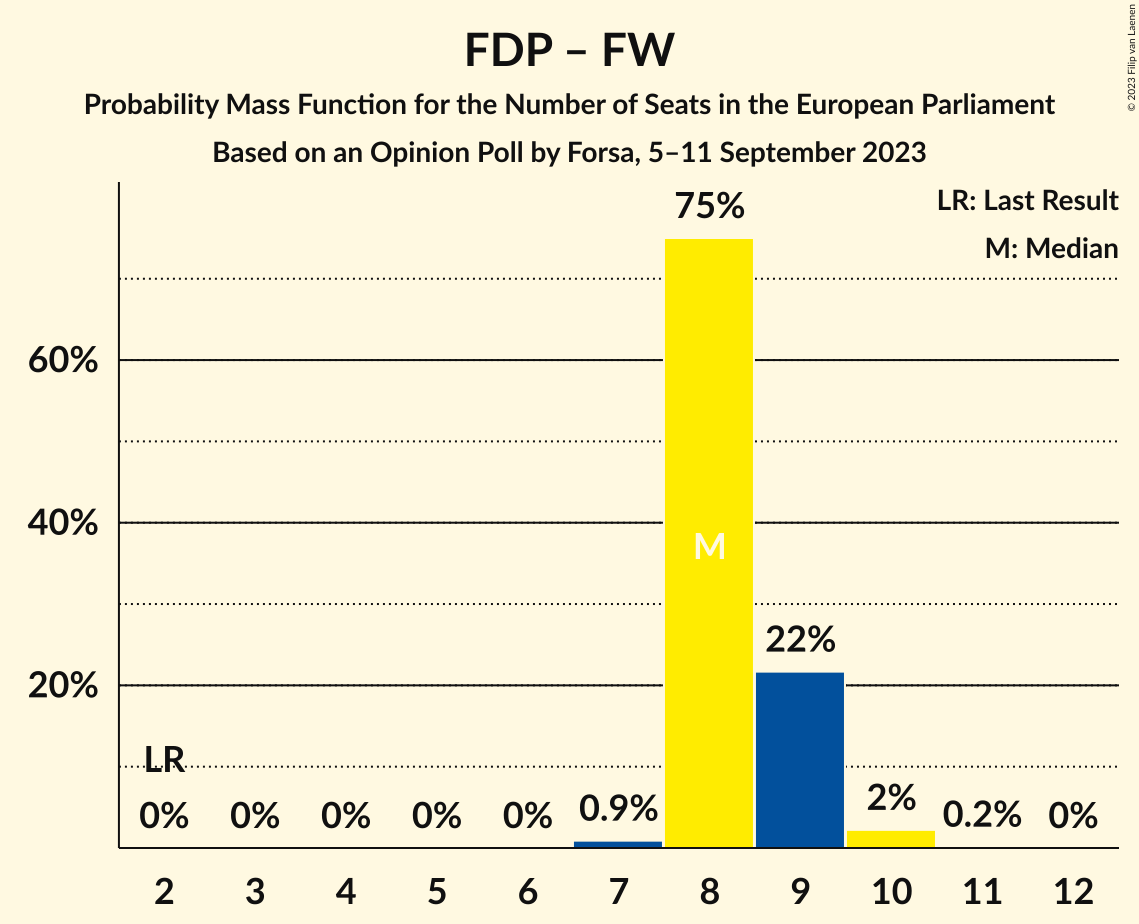 FDP – FW
Probability Mass Function for the Number of Seats in the European Parliament
Based on an Opinion Poll by Forsa, 5–11 September 2023
© 2023 Filip van Laenen
LR: Last Result
M: Median
75%
60%
40%
M
22%
20%
LR
0% 0% 0% 0% 0% 0.9% 2% 0.2% 0%
2 3 4 5 6 7 8 9 10 11 12